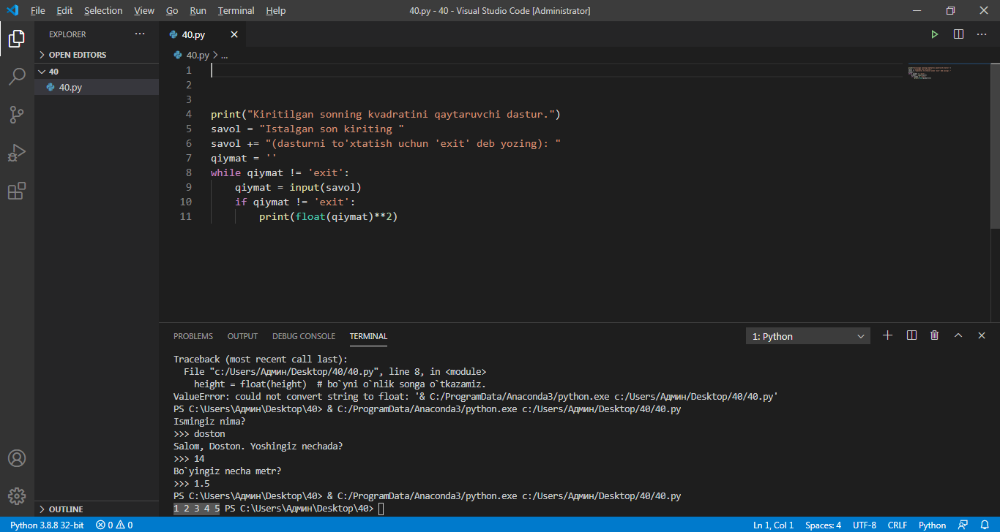 File Edit Selection View Go Run Terminal Help 40.py - 40 - Visual Studio Code [Administrator]
EXPLORER ···
OPEN EDITORS
40
40.py
40.py
40.py > ...
1
2
3
4 print("Kiritilgan sonning kvadratini qaytaruvchi dastur.")
5 savol = "Istalgan son kiriting "
6 savol += "(dasturni to'xtatish uchun 'exit' deb yozing): "
7 qiymat = ''
8 while qiymat != 'exit':
9     qiymat = input(savol)
10     if qiymat != 'exit':
11         print(float(qiymat)**2)
PROBLEMS OUTPUT DEBUG CONSOLE TERMINAL 1: Python
Traceback (most recent call last):
  File "c:/Users/Админ/Desktop/40/40.py", line 8, in <module>
    height = float(height)  # bo`yni o`nlik songa o`tkazamiz.
ValueError: could not convert string to float: '& C:/ProgramData/Anaconda3/python.exe c:/Users/Админ/Desktop/40/40.py'
PS C:\Users\Админ\Desktop\40> & C:/ProgramData/Anaconda3/python.exe c:/Users/Админ/Desktop/40/40.py
Ismingiz nima?
>>> doston
Salom, Doston. Yoshingiz nechada?
>>> 14
Bo`yingiz necha metr?
>>> 1.5
PS C:\Users\Админ\Desktop\40> & C:/ProgramData/Anaconda3/python.exe c:/Users/Админ/Desktop/40/40.py
1 2 3 4 5 PS C:\Users\Админ\Desktop\40>
OUTLINE
Python 3.8.8 32-bit 0 0 Ln 1, Col 1 Spaces: 4 UTF-8 CRLF Python